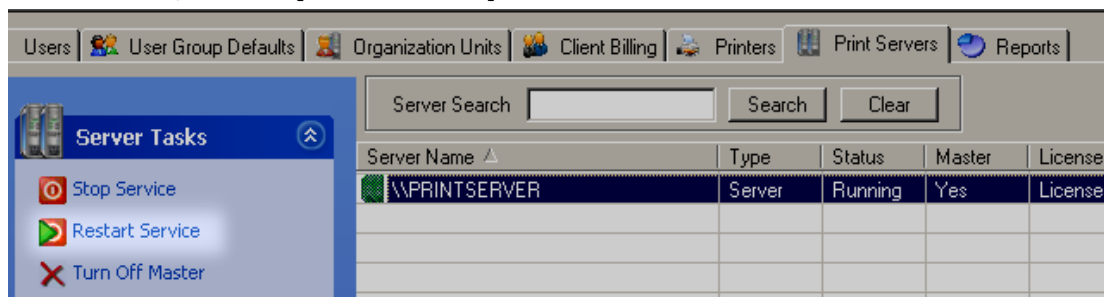 Users User Group Defaults Organization Units Client Billing Printers Print Servers Reports
Server Search Search Clear
Server Tasks
Server Name Type Status Master License
Stop Service
\\PRINTSERVER Server Running Yes License
Restart Service
Turn Off Master